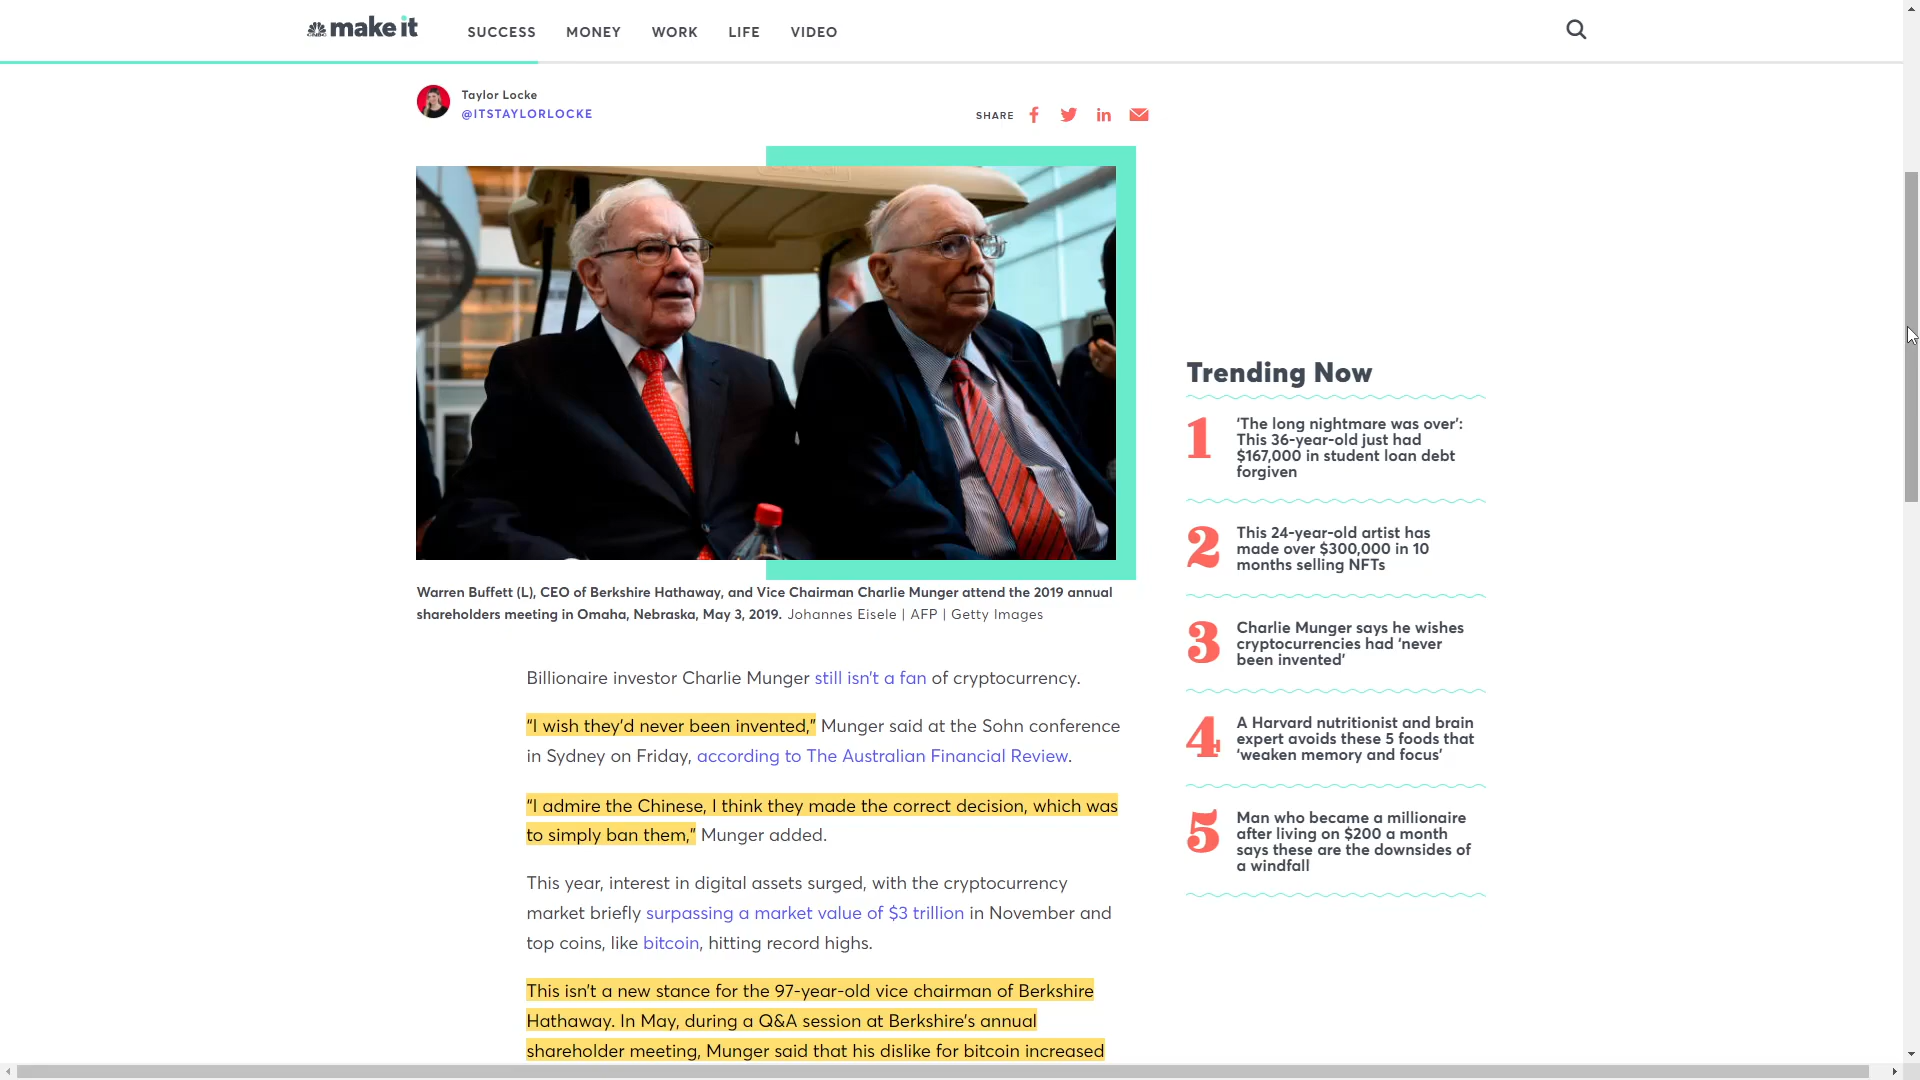 make it
SUCCESS MONEY WORK LIFE VIDEO
Taylor Locke
@ITSTAYLORLOCKE
SHARE
Warren Buffett (L), CEO of Berkshire Hathaway, and Vice Chairman Charlie Munger attend the 2019 annual
shareholders meeting in Omaha, Nebraska, May 3, 2019. Johannes Eisele | AFP | Getty Images
Billionaire investor Charlie Munger still isn’t a fan of cryptocurrency.
“I wish they’d never been invented,” Munger said at the Sohn conference
in Sydney on Friday, according to The Australian Financial Review.
“I admire the Chinese, I think they made the correct decision, which was
to simply ban them,” Munger added.
This year, interest in digital assets surged, with the cryptocurrency
market briefly surpassing a market value of $3 trillion in November and
top coins, like bitcoin, hitting record highs.
This isn’t a new stance for the 97-year-old vice chairman of Berkshire
Hathaway. In May, during a Q&A session at Berkshire’s annual
shareholder meeting, Munger said that his dislike for bitcoin increased
Trending Now
1
‘The long nightmare was over’:
This 36-year-old just had
$167,000 in student loan debt
forgiven
2
This 24-year-old artist has
made over $300,000 in 10
months selling NFTs
3
Charlie Munger says he wishes
cryptocurrencies had ‘never
been invented’
4
A Harvard nutritionist and brain
expert avoids these 5 foods that
‘weaken memory and focus’
5
Man who became a millionaire
after living on $200 a month
says these are the downsides of
a windfall